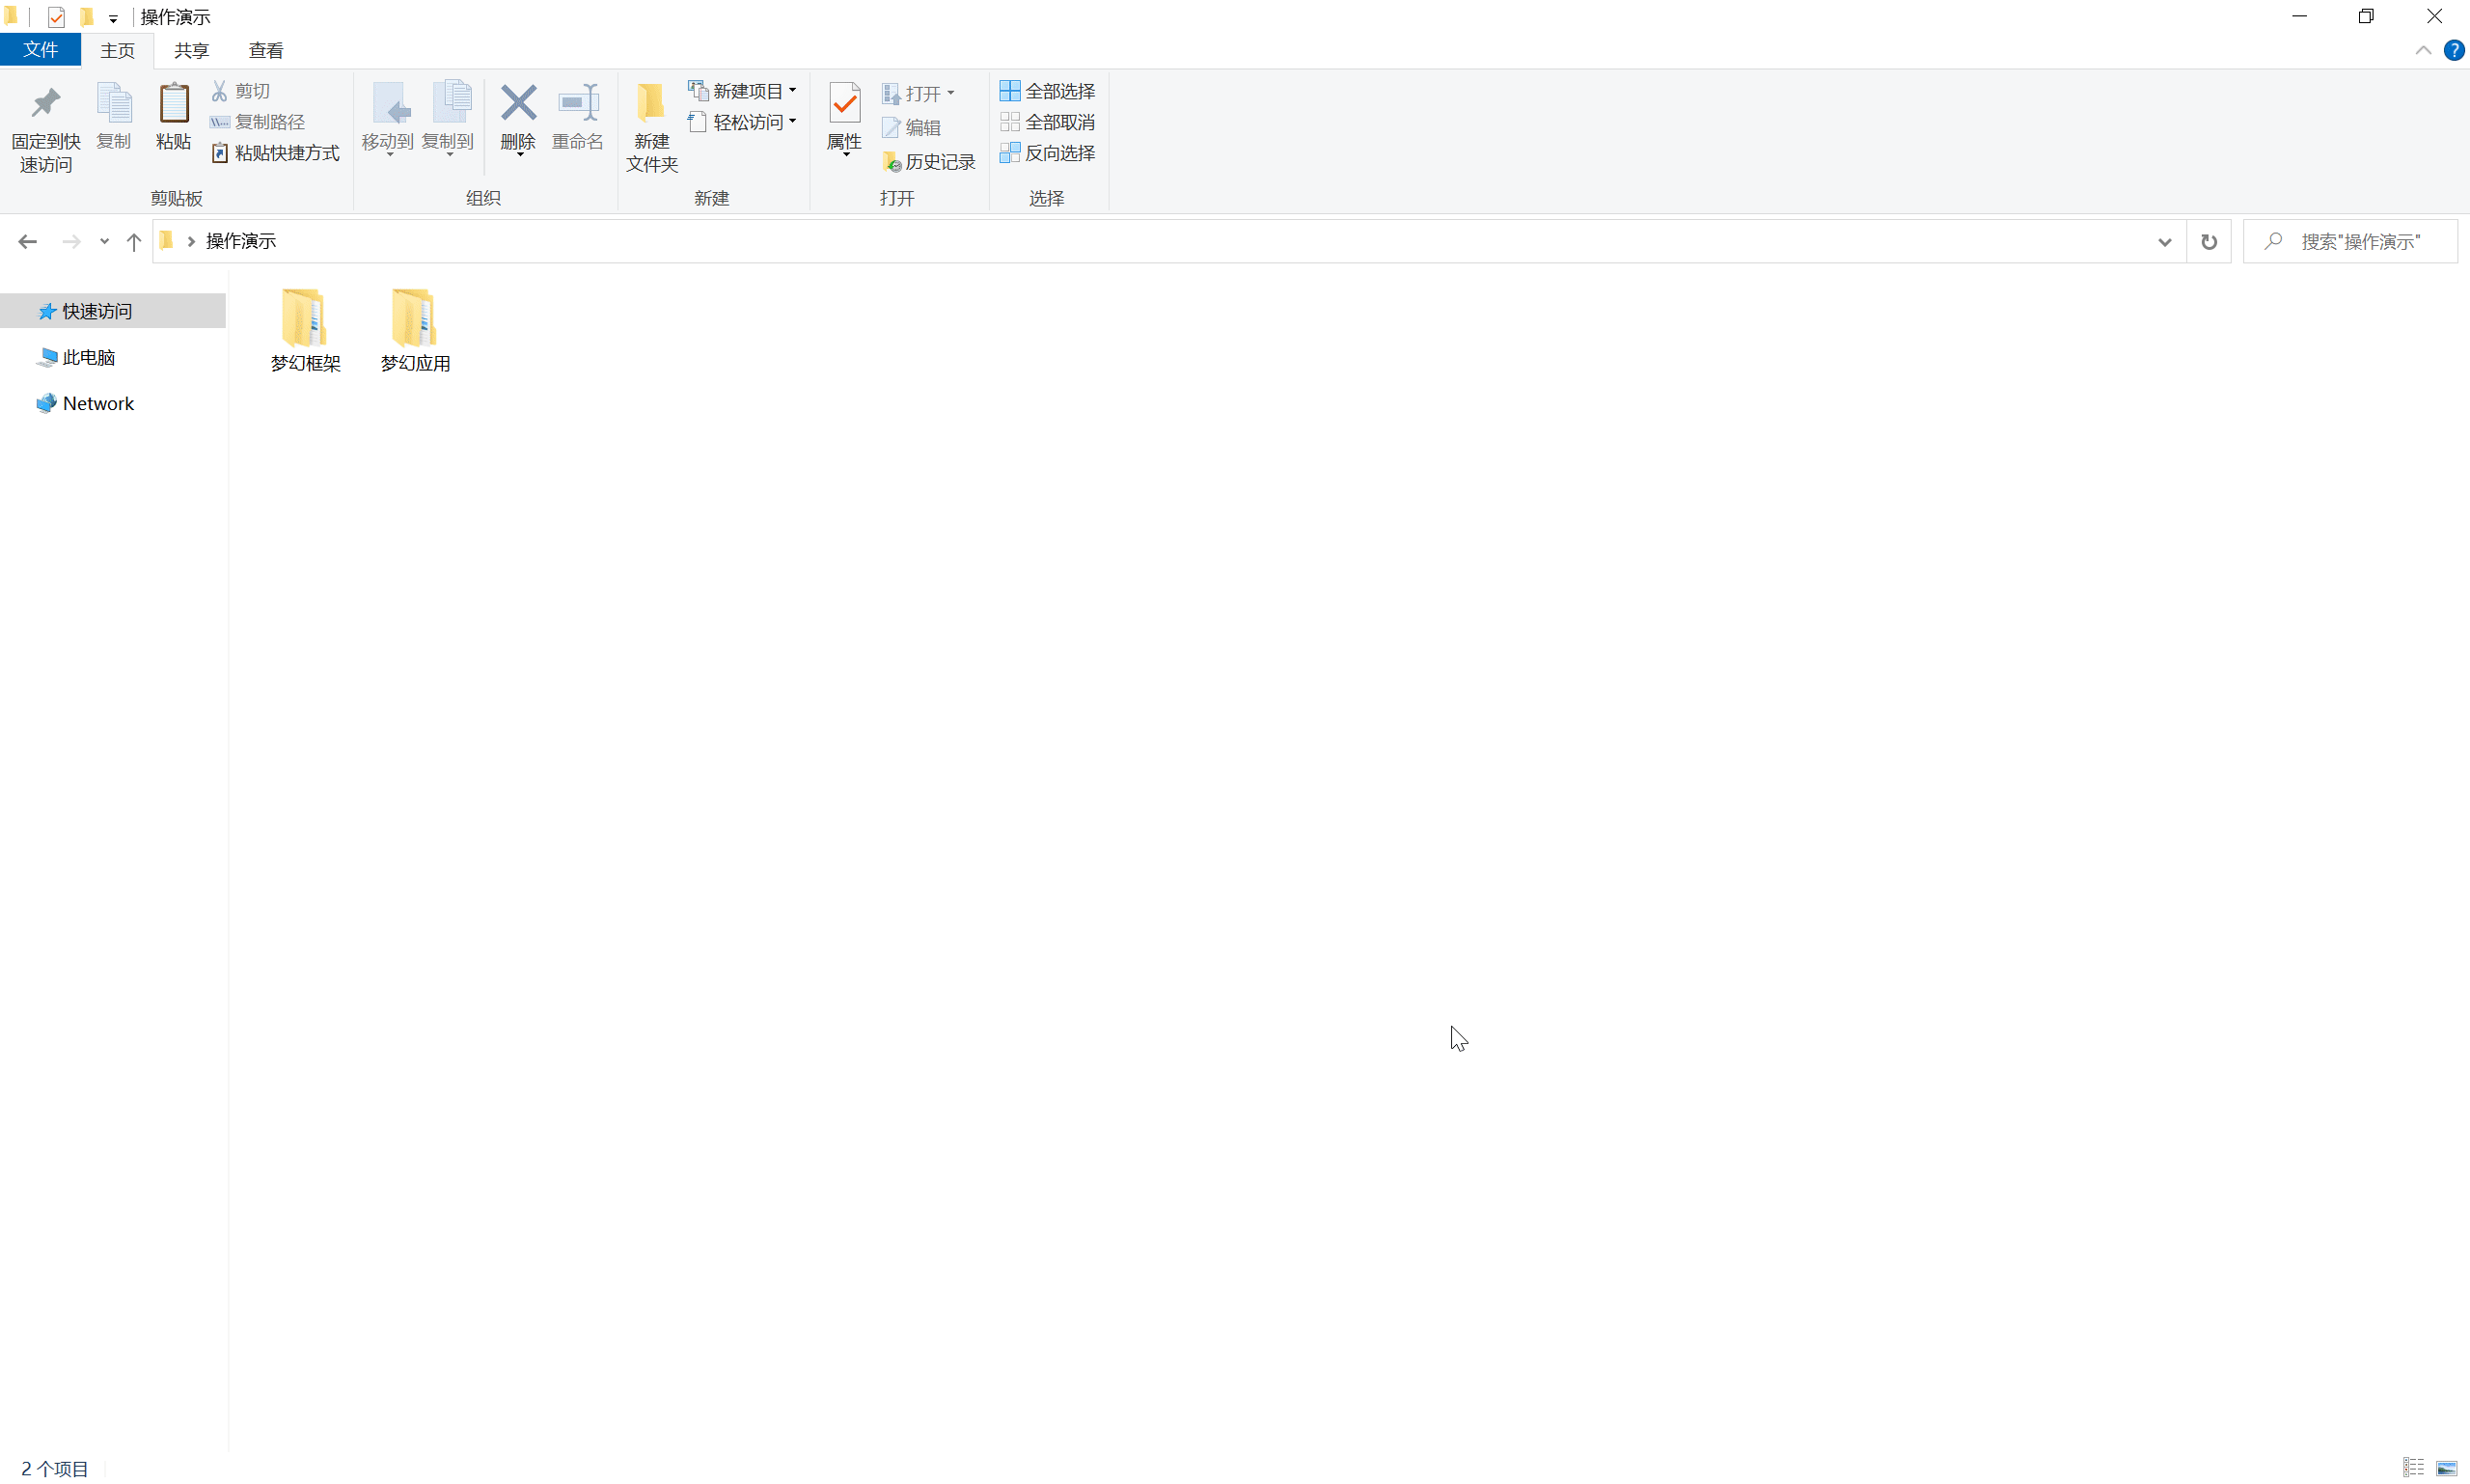 操作演示
文件 主页 共享 查看
固定到快
速访问
复制
粘贴
剪切
复制路径
粘贴快捷方式
剪贴板
移动到
复制到
删除
重命名
组织
新建
文件夹
新建项目
轻松访问
新建
属性
打开
编辑
历史记录
打开
全部选择
全部取消
反向选择
选择
操作演示
搜索"操作演示"
快速访问
此电脑
Network
梦幻框架
梦幻应用
2 个项目